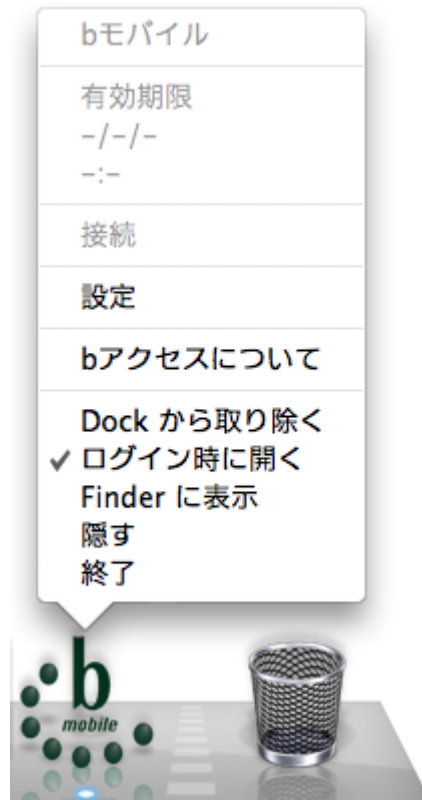 bモバイル
有効期限
–/–/–
–:–
接続
設定
bアクセスについて
Dock から取り除く
ログイン時に開く
Finder に表示
隠す
終了
b
mobile